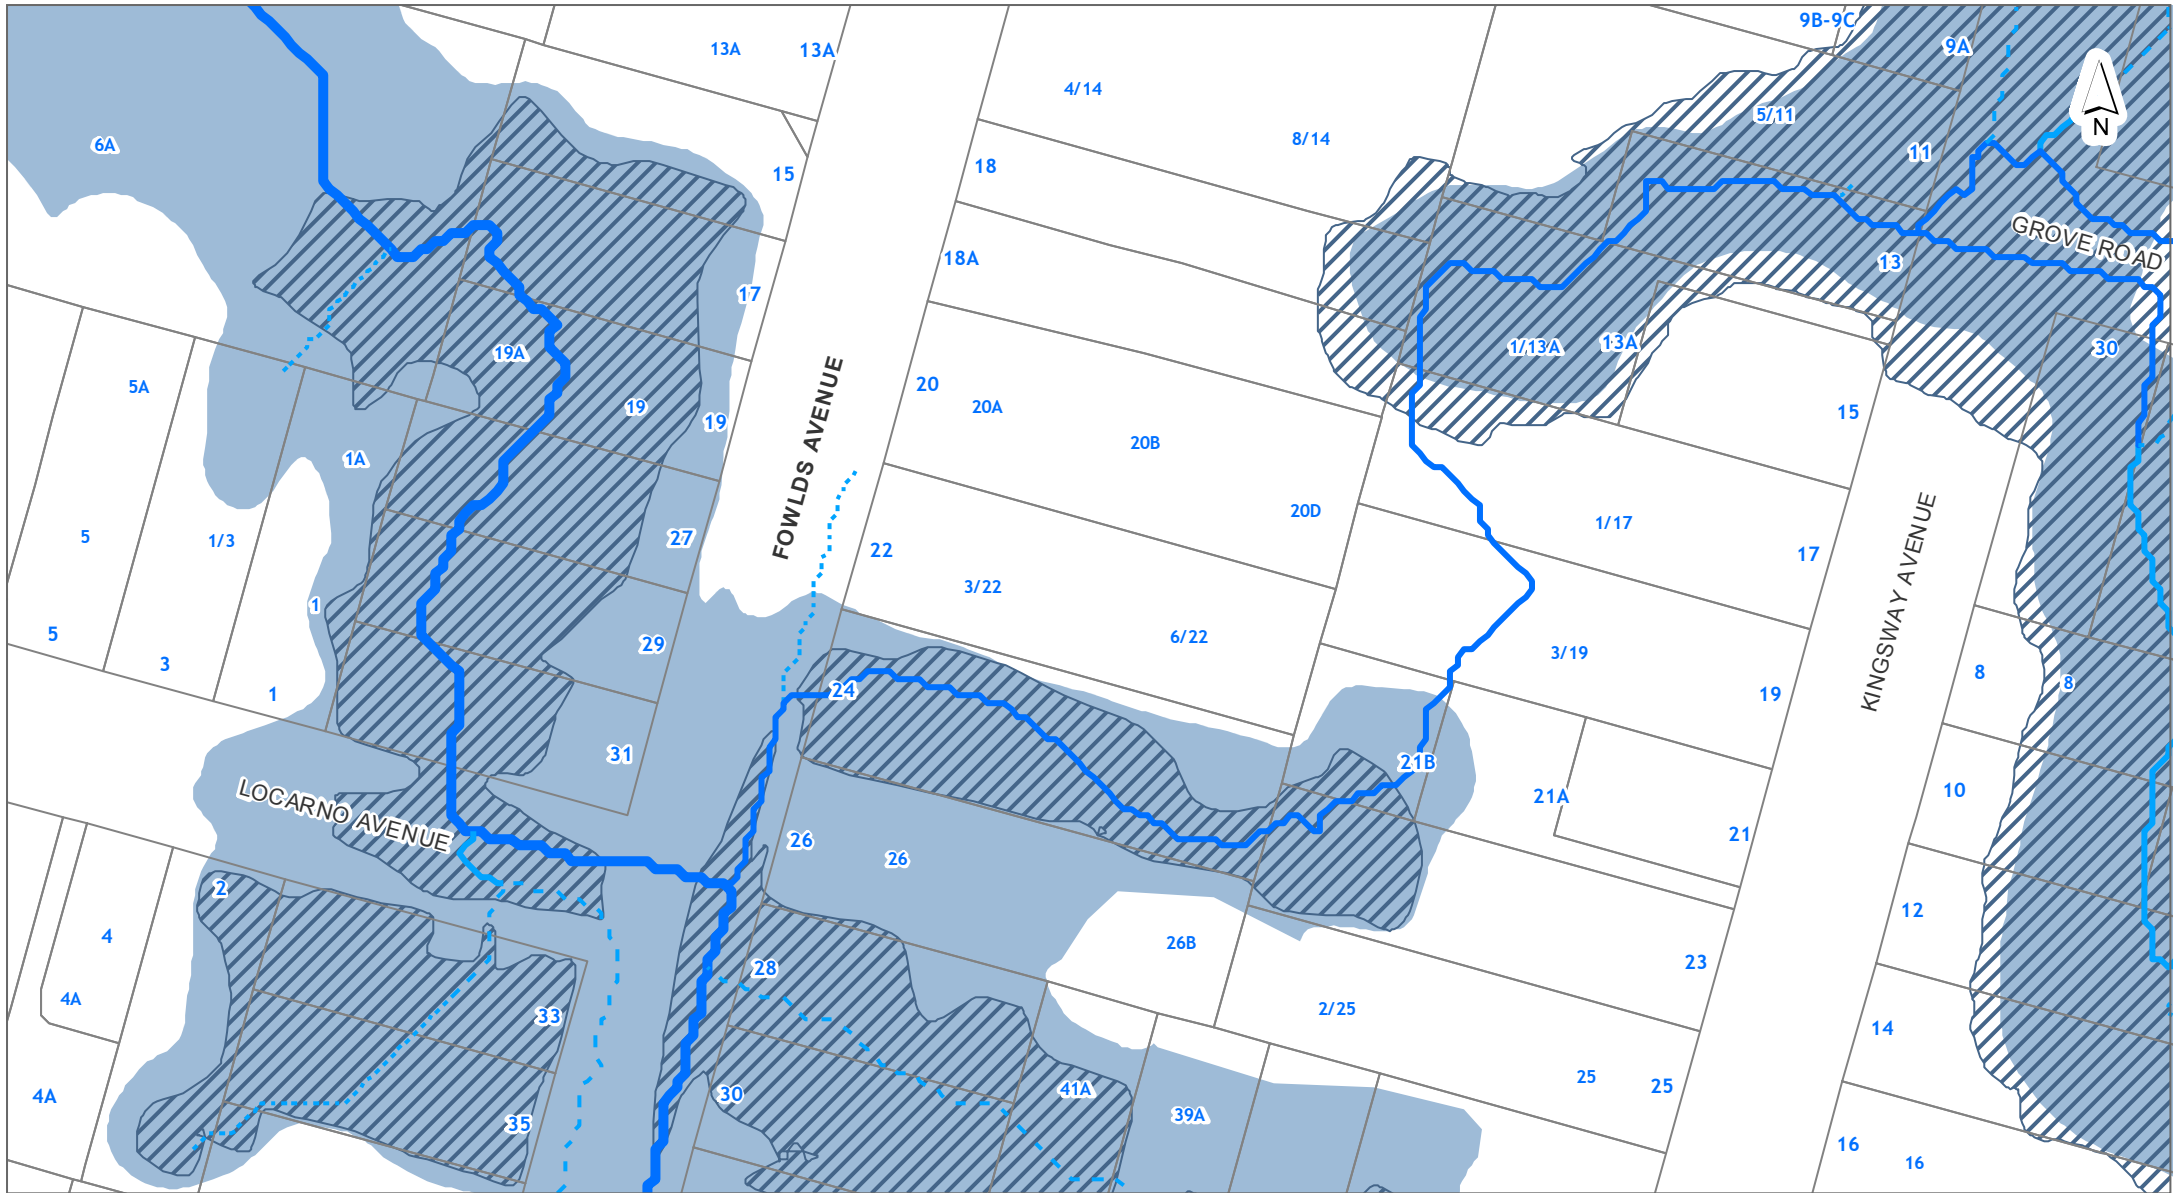 9B-9C
13A
13A
9A
4/14
5/11
N
8/14
6A
11
15
18
GROVE ROAD
18A
13
17
19A
1/13A
13A
30
5A
20
19
20A
15
19
FOWLDS AVENUE
20B
1A
20D
1/17
5
1/3
27
22
17
3/22
1
KINGSWAY AVENUE
5
29
6/22
3/19
3
8
8
1
24
19
31
21B
10
21A
LOCARNO AVENUE
26
21
26
2
12
4
26B
28
23
4A
33
2/25
14
25
25
4A
30
41A
39A
35
16
16